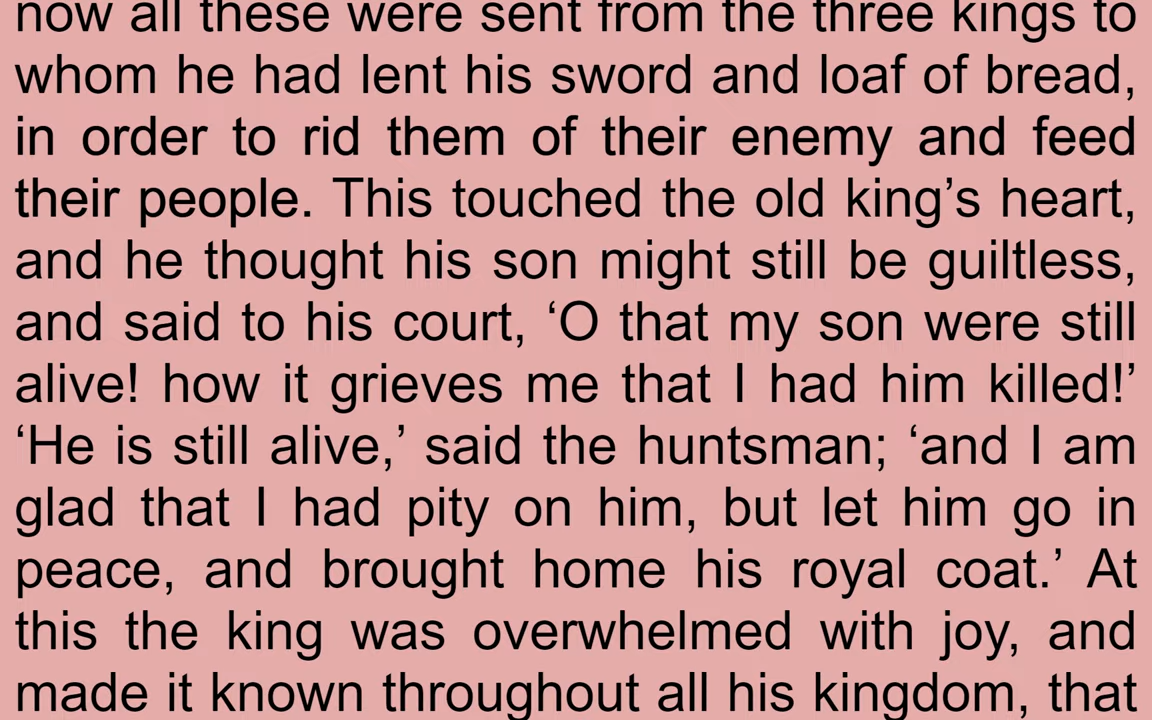 now all these were sent from the three kings to
whom he had lent his sword and loaf of bread,
in order to rid them of their enemy and feed
their people. This touched the old king’s heart,
and he thought his son might still be guiltless,
and said to his court, ‘O that my son were still
alive! how it grieves me that I had him killed!’
‘He is still alive,’ said the huntsman; ‘and I am
glad that I had pity on him, but let him go in
peace, and brought home his royal coat.’ At
this the king was overwhelmed with joy, and
made it known throughout all his kingdom, that